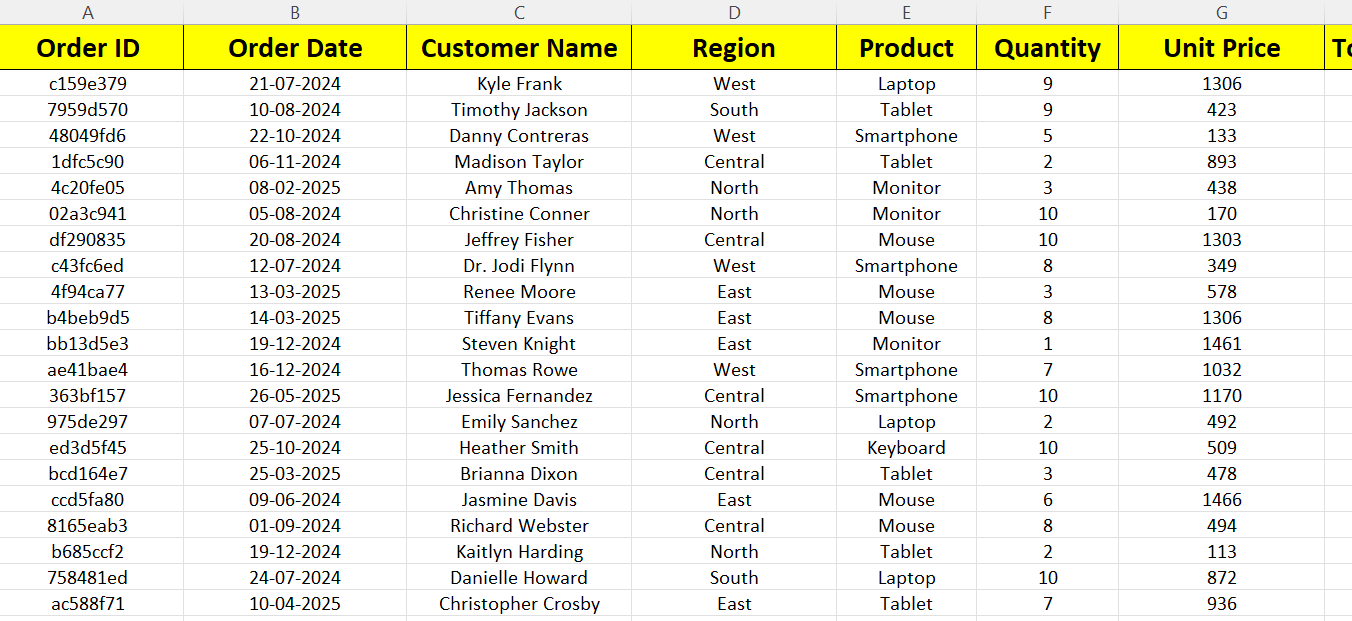 A B C D E F G
Order ID Order Date Customer Name Region Product Quantity Unit Price
c159e379 21-07-2024 Kyle Frank West Laptop 9 1306
7959d570 10-08-2024 Timothy Jackson South Tablet 9 423
48049fd6 22-10-2024 Danny Contreras West Smartphone 5 133
1dfc5c90 06-11-2024 Madison Taylor Central Tablet 2 893
4c20fe05 08-02-2025 Amy Thomas North Monitor 3 438
02a3c941 05-08-2024 Christine Conner North Monitor 10 170
df290835 20-08-2024 Jeffrey Fisher Central Mouse 10 1303
c43fc6ed 12-07-2024 Dr. Jodi Flynn West Smartphone 8 349
4f94ca77 13-03-2025 Renee Moore East Mouse 3 578
b4beb9d5 14-03-2025 Tiffany Evans East Mouse 8 1306
bb13d5e3 19-12-2024 Steven Knight East Monitor 1 1461
ae41bae4 16-12-2024 Thomas Rowe West Smartphone 7 1032
363bf157 26-05-2025 Jessica Fernandez Central Smartphone 10 1170
975de297 07-07-2024 Emily Sanchez North Laptop 2 492
ed3d5f45 25-10-2024 Heather Smith Central Keyboard 10 509
bcd164e7 25-03-2025 Brianna Dixon Central Tablet 3 478
ccd5fa80 09-06-2024 Jasmine Davis East Mouse 6 1466
8165eab3 01-09-2024 Richard Webster Central Mouse 8 494
b685ccf2 19-12-2024 Kaitlyn Harding North Tablet 2 113
758481ed 24-07-2024 Danielle Howard South Laptop 10 872
ac588f71 10-04-2025 Christopher Crosby East Tablet 7 936